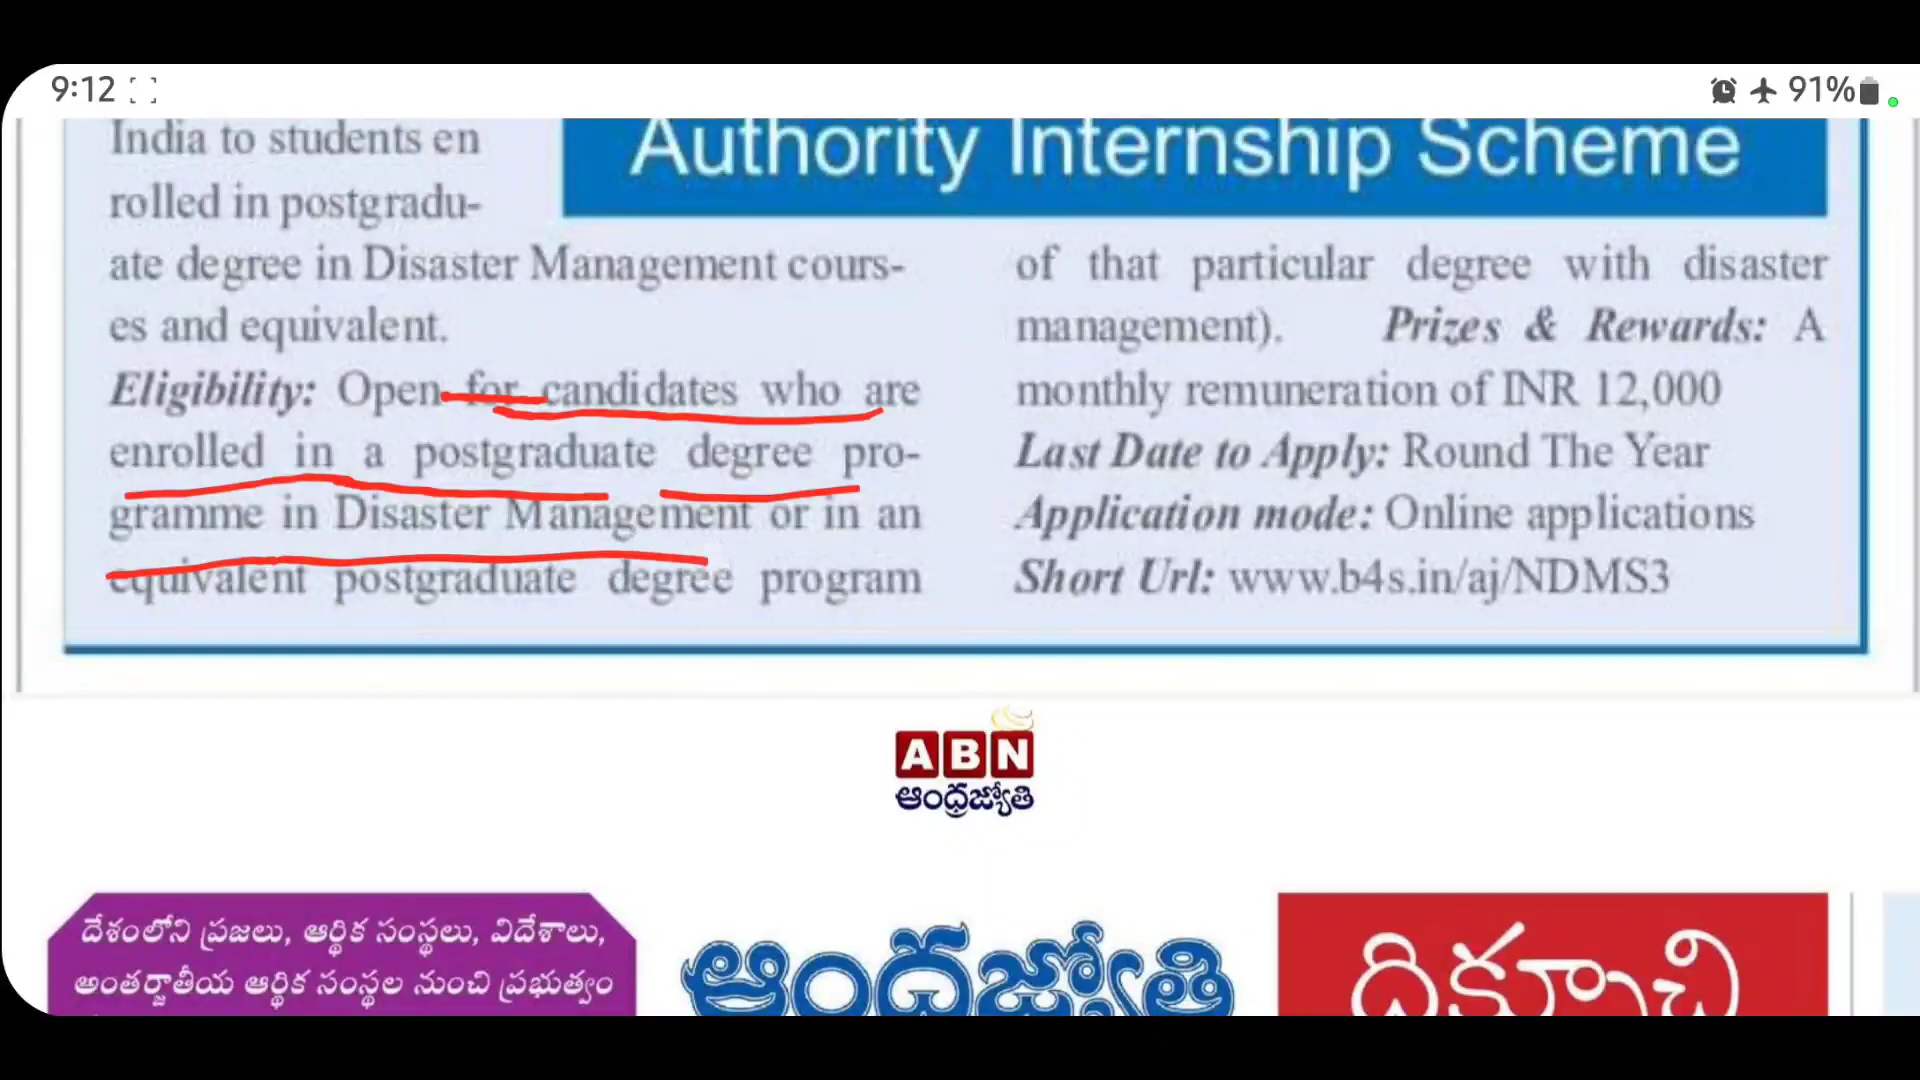 9:12
91%
India to students en
rolled in postgradu-
ate degree in Disaster Management cours-
es and equivalent.
Eligibility: Open for candidates who are
enrolled in a postgraduate degree pro-
gramme in Disaster Management or in an
equivalent postgraduate degree program
Authority Internship Scheme
of that particular degree with disaster
management). Prizes & Rewards: A
monthly remuneration of INR 12,000
Last Date to Apply: Round The Year
Application mode: Online applications
Short Url: www.b4s.in/aj/NDMS3
ABN
ఆంధ్రజ్యోతి
దేశంలోని ప్రజలు, ఆర్థిక సంస్థలు, విదేశాలు,
అంతర్జాతీయ ఆర్థిక సంస్థల నుంచి ప్రభుత్వం
ఆంధ్రజ్యోతి
దిక్సూచి